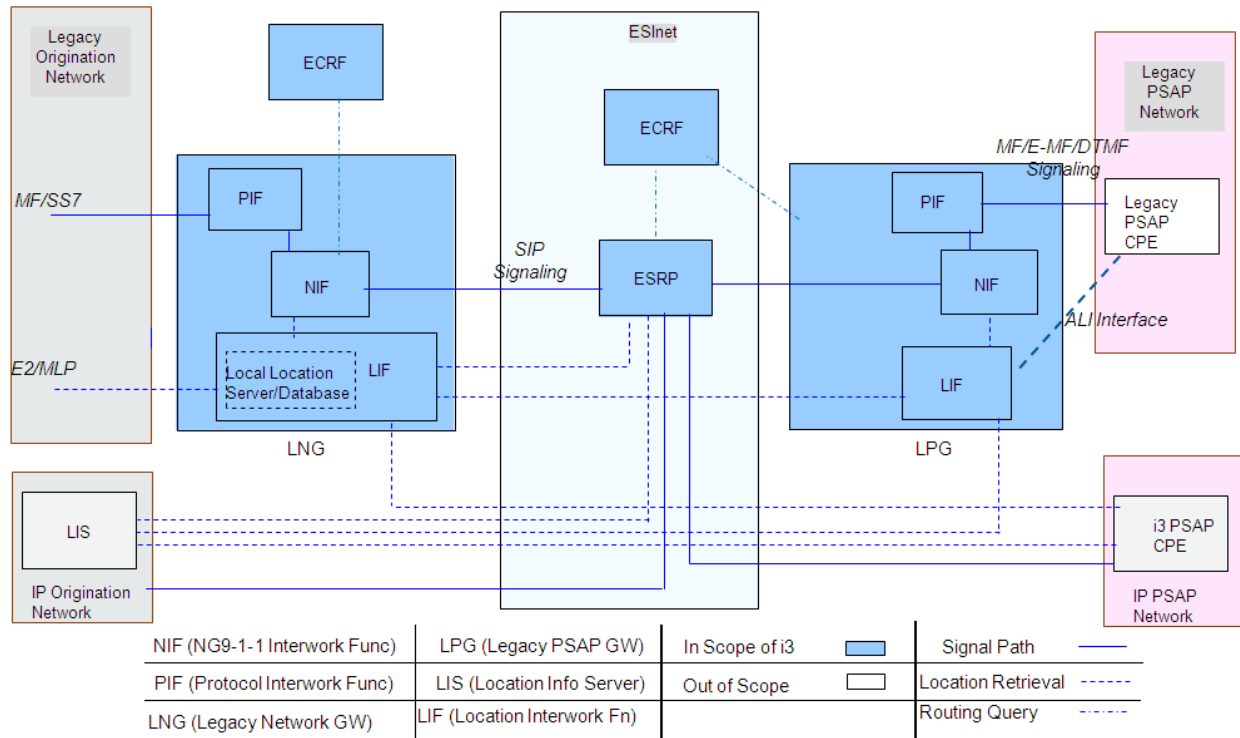 Legacy
Origination
Network
ECRF
ESInet
ECRF
Legacy
PSAP
Network
MF/E-MF/DTMF
Signaling
MF/SS7
PIF
PIF
Legacy
PSAP
CPE
SIP
Signaling
NIF
ESRP
NIF
ALI Interface
E2/MLP
Local Location
Server/Database
LIF
LIF
LNG
LPG
LIS
i3 PSAP
CPE
IP Origination
Network
IP PSAP
Network
NIF (NG9-1-1 Interwork Func)
LPG (Legacy PSAP GW)
In Scope of i3
Signal Path
PIF (Protocol Interwork Func)
LIS (Location Info Server)
Out of Scope
Location Retrieval
LNG (Legacy Network GW)
LIF (Location Interwork Fn)
Routing Query